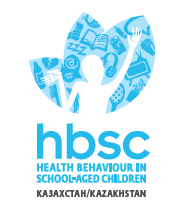 hbsc
HEALTH BEHAVIOUR IN
SCHOOL-AGED CHILDREN
КАЗАХСТАН/KAZAKHSTAN